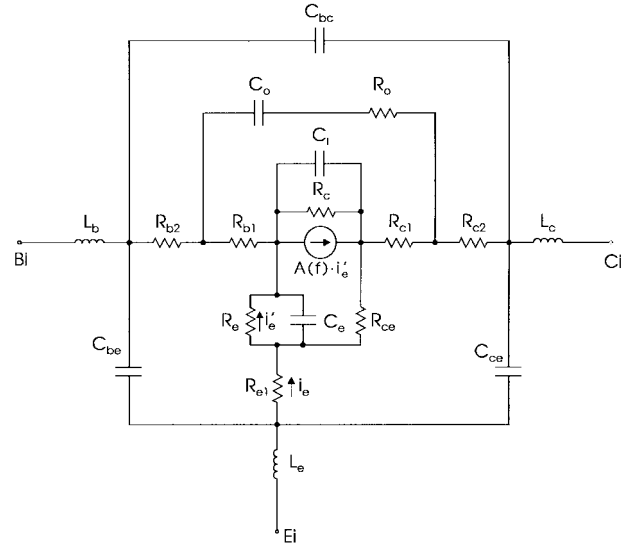 C_bc
C_o R_o
C_i
R_c
L_b R_b2 R_b1 R_c1 R_c2 L_c
Bi A(f)·i'_e Ci
R_e i'_e C_e R_ce
C_be C_ce
R_e1 i_e
L_e
Ei